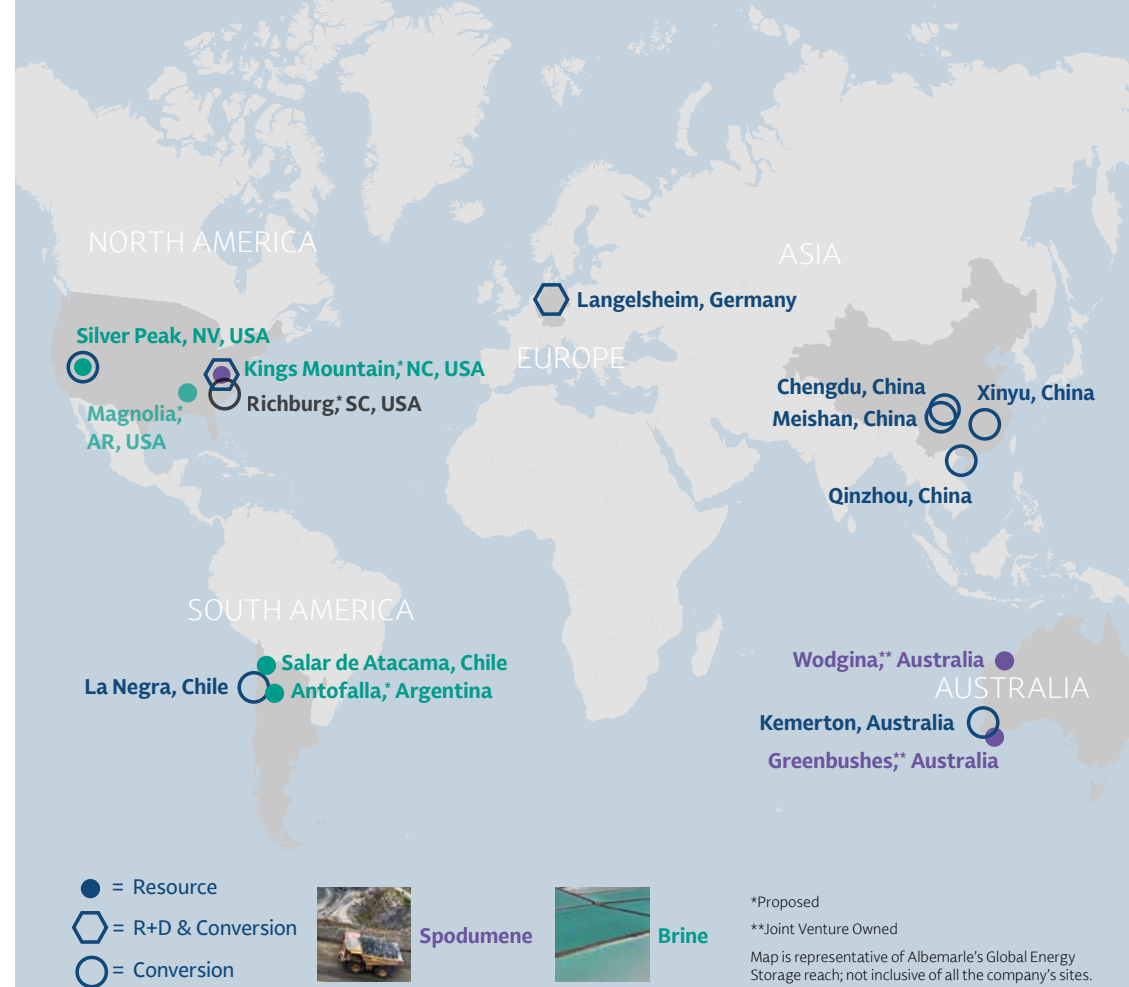 NORTH AMERICA
ASIA
Langelsheim, Germany
Silver Peak, NV, USA
EUROPE
Kings Mountain,* NC, USA
Chengdu, China
Xinyu, China
Richburg,* SC, USA
Magnolia,*
AR, USA
Meishan, China
Qinzhou, China
SOUTH AMERICA
Salar de Atacama, Chile
La Negra, Chile
Antofalla,* Argentina
Wodgina,** Australia
AUSTRALIA
Kemerton, Australia
Greenbushes,** Australia
= Resource
= R+D & Conversion
= Conversion
Spodumene
Brine
*Proposed
**Joint Venture Owned
Map is representative of Albemarle's Global Energy
Storage reach; not inclusive of all the company's sites.